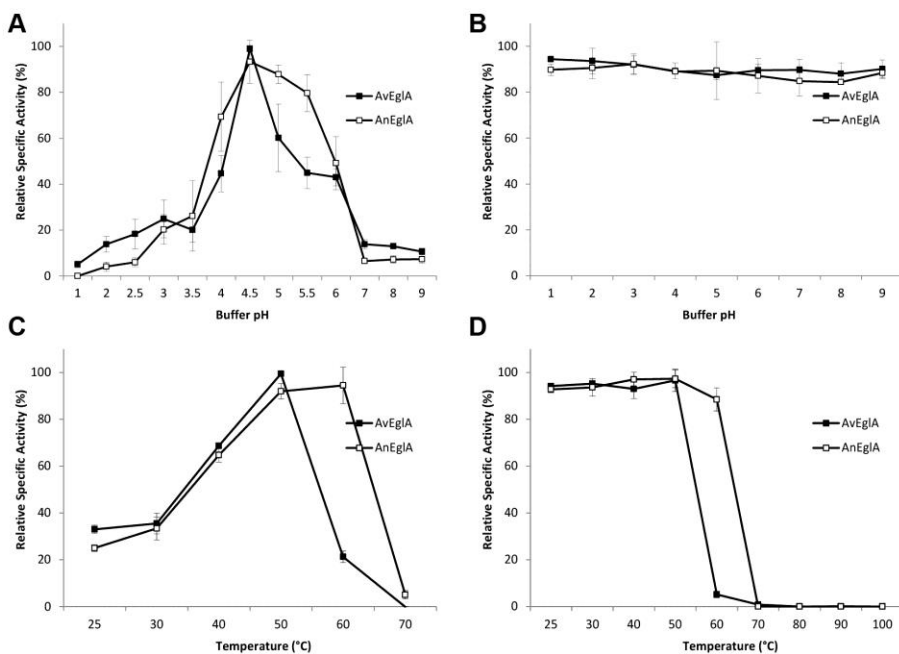 A
Relative Specific Activity (%)
100
80
60
40
20
0
AvEglA
AnEglA
1 2 2.5 3 3.5 4 4.5 5 5.5 6 7 8 9
Buffer pH
B
Relative Specific Activity (%)
100
80
60
40
20
0
AvEglA
AnEglA
1 2 3 4 5 6 7 8 9
Buffer pH
C
Relative Specific Activity (%)
100
80
60
40
20
0
AvEglA
AnEglA
25 30 40 50 60 70
Temperature (°C)
D
Relative Specific Activity (%)
100
80
60
40
20
0
AvEglA
AnEglA
25 30 40 50 60 70 80 90 100
Temperature (°C)